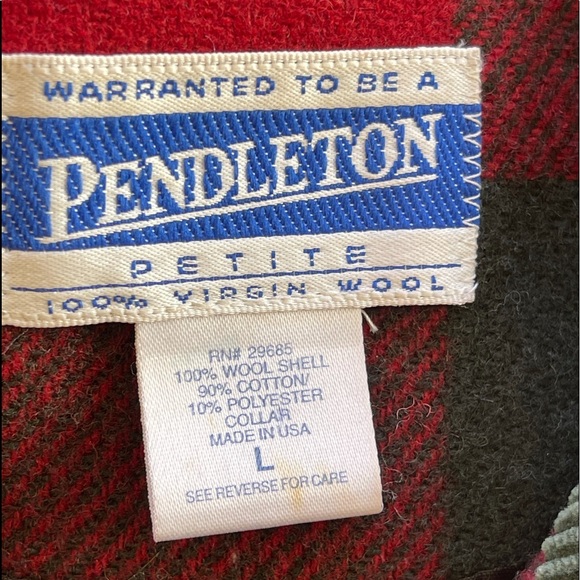 WARRANTED TO BE A
PENDLETON
PETITE
100% VIRGIN WOOL
RN# 29685
100% WOOL SHELL
90% COTTON/
10% POLYESTER
COLLAR
MADE IN USA
L
SEE REVERSE FOR CARE